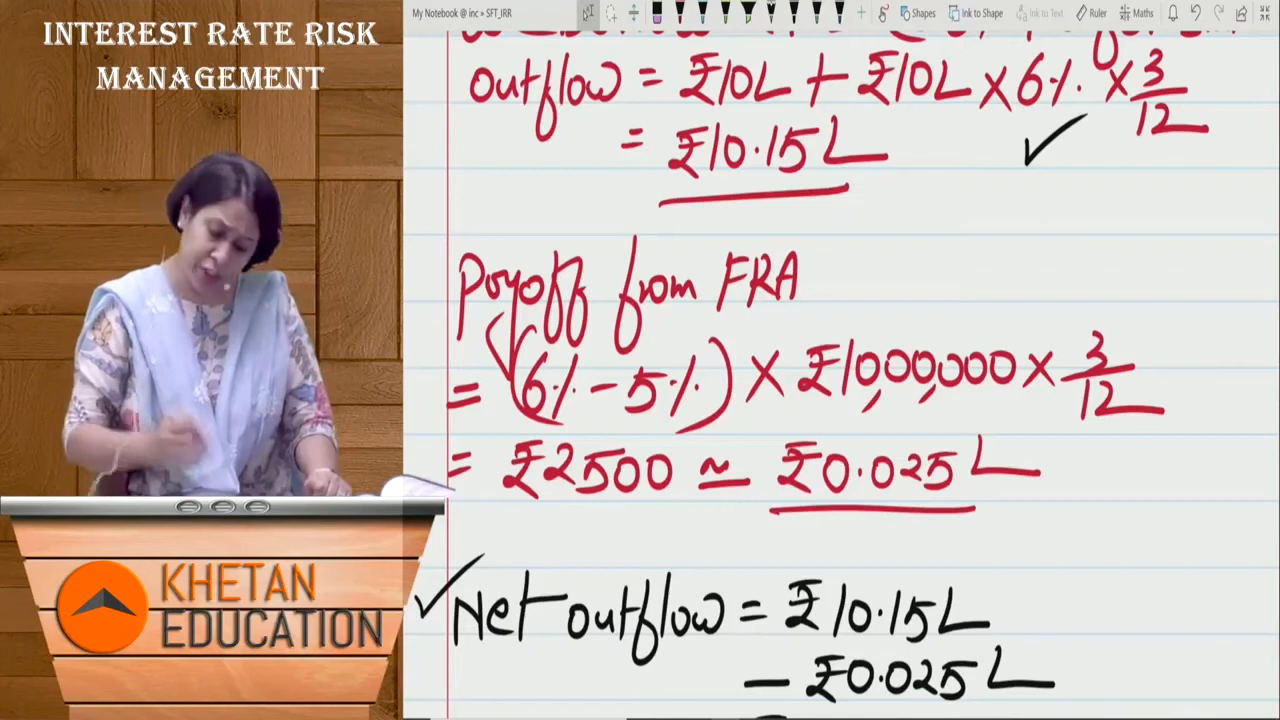 INTEREST RATE RISK
MANAGEMENT
My Notebook @ inc » SFT_IRR
Shapes
Ink to Shape
Ink to Text
Ruler
Maths
outflow = ₹10L + ₹10L × 6% × 3/12
= ₹10.15L
Payoff from FRA
= (6% - 5%) × ₹10,00,000 × 3/12
= ₹2500 ~ ₹0.025L
Net outflow = ₹10.15L
- ₹0.025L
KHETAN
EDUCATION